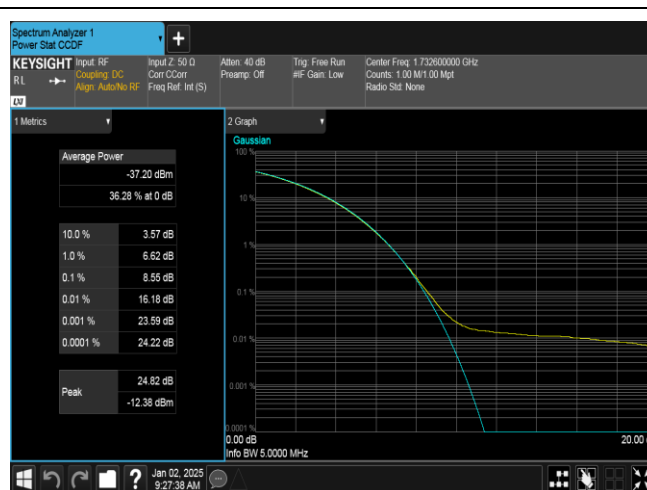 Spectrum Analyzer 1
Power Stat CCDF
+
KEYSIGHT
RL
LXI
Input: RF
Coupling: DC
Align: Auto/No RF
Input Z: 50 Ω
Corr CCorr
Freq Ref: Int (S)
Atten: 40 dB
Preamp: Off
Trig: Free Run
#IF Gain: Low
Center Freq: 1.732600000 GHz
Counts: 1.00 M/1.00 Mpt
Radio Std: None
1 Metrics
Average Power
-37.20 dBm
36.28 % at 0 dB
10.0 % 3.57 dB
1.0 % 6.62 dB
0.1 % 8.55 dB
0.01 % 16.18 dB
0.001 % 23.59 dB
0.0001 % 24.22 dB
Peak
24.82 dB
-12.38 dBm
2 Graph
Gaussian
100 %
10 %
1 %
0.1 %
0.01 %
0.001 %
0.0001 %
0.00 dB
20.00
Info BW 5.0000 MHz
?
Jan 02, 2025
9:27:38 AM